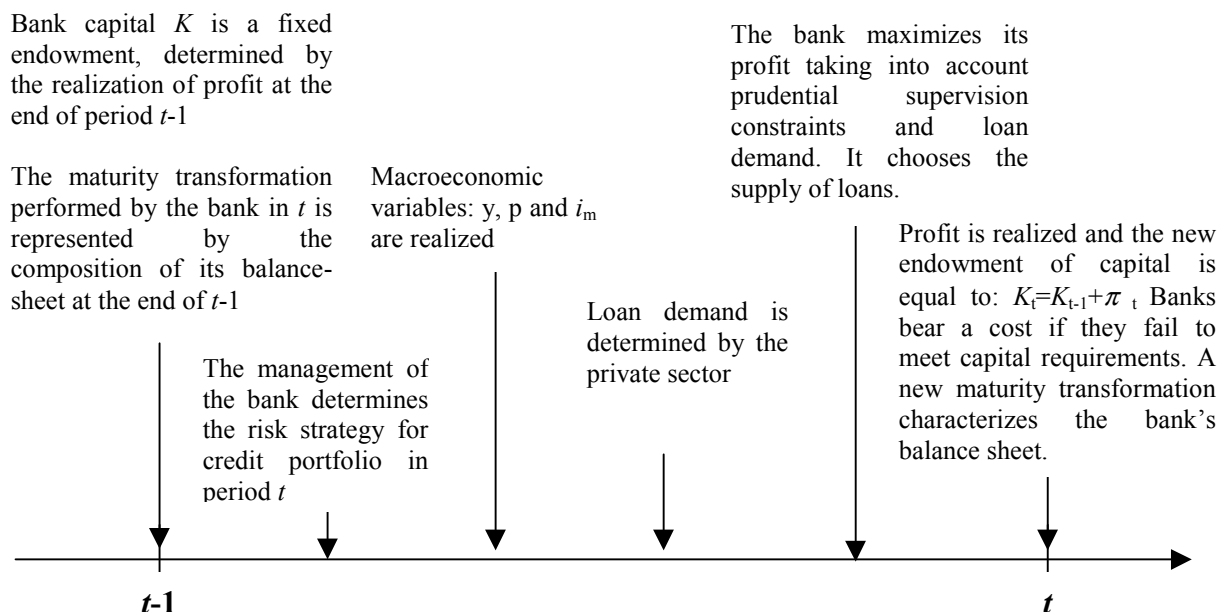 Bank capital K is a fixed
endowment, determined by
the realization of profit at the
end of period t-1
The maturity transformation
performed by the bank in t is
represented by the
composition of its balance-
sheet at the end of t-1
The management of
the bank determines
the risk strategy for
credit portfolio in
period t
Macroeconomic
variables: y, p and iₘ
are realized
Loan demand is
determined by the
private sector
The bank maximizes its
profit taking into account
prudential supervision
constraints and loan
demand. It chooses the
supply of loans.
Profit is realized and the new
endowment of capital is
equal to: Kₜ=Kₜ₋₁+π ₜ Banks
bear a cost if they fail to
meet capital requirements. A
new maturity transformation
characterizes the bank’s
balance sheet.
t-1
t